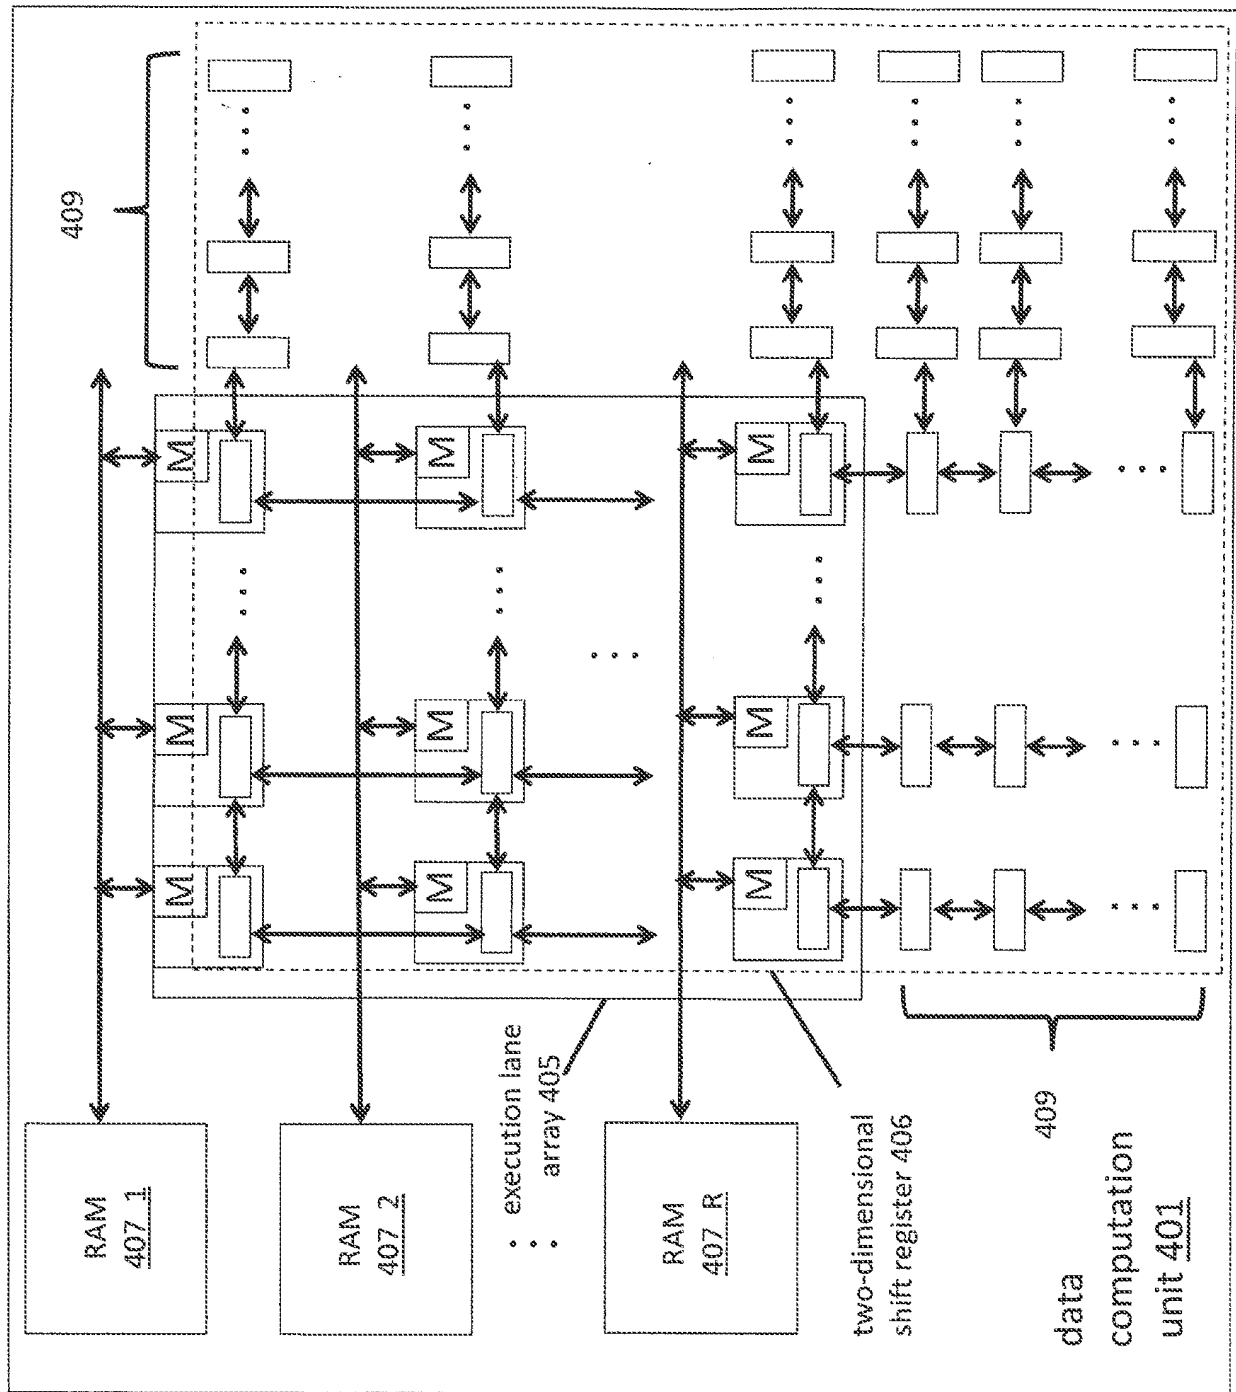 409
M
M
M
M
M
M
M
M
M
RAM
407_1
RAM
407_2
execution lane
array 405
RAM
407_R
two-dimensional
shift register 406
409
data
computation
unit 401